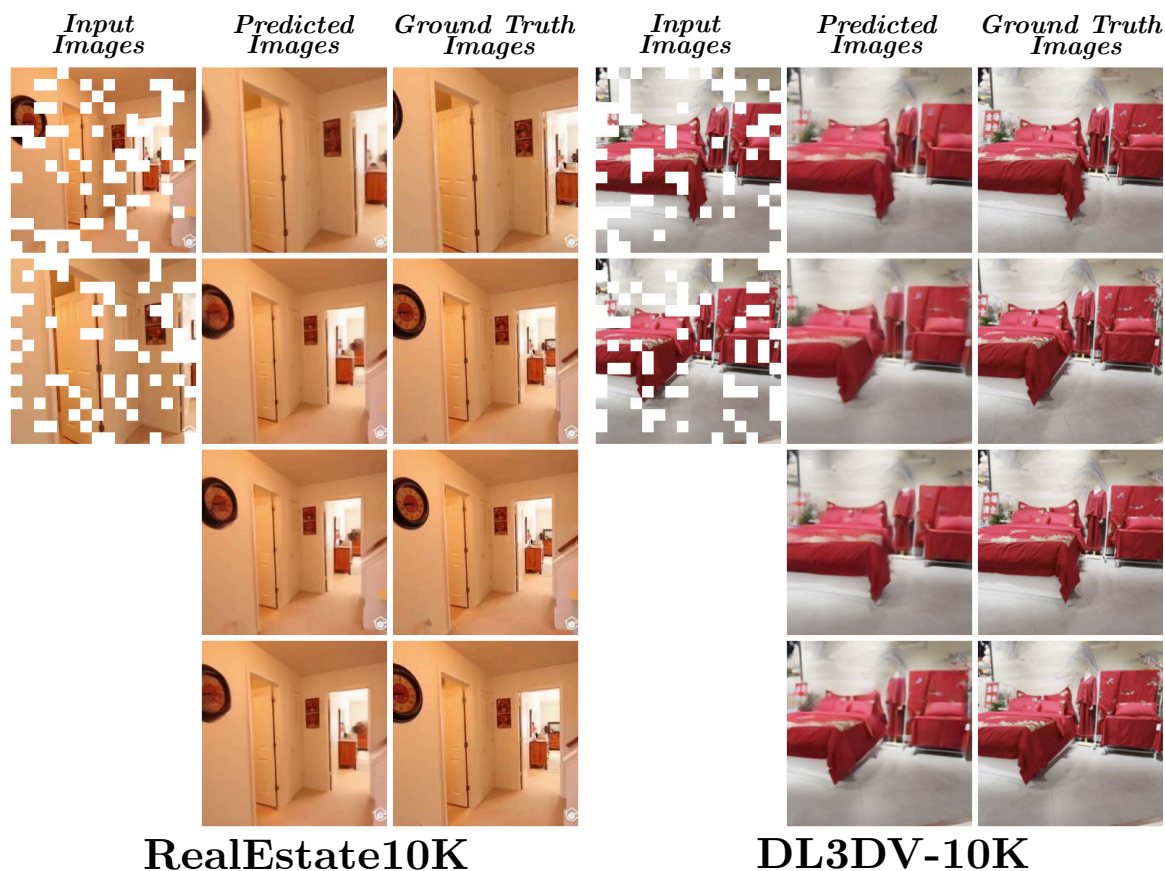 Input
Images
Predicted
Images
Ground Truth
Images
Input
Images
Predicted
Images
Ground Truth
Images
RealEstate10K
DL3DV-10K